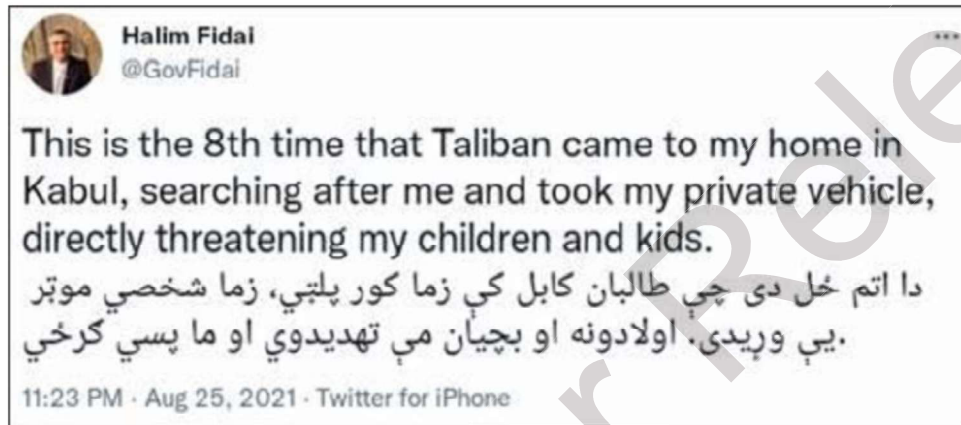 Halim Fidai
@GovFidai
This is the 8th time that Taliban came to my home in
Kabul, searching after me and took my private vehicle,
directly threatening my children and kids.
دا اتم ځل دی چې طالبان کابل کې زما کور پلټي، زما شخصي موټر
يې وړیدی. اولادونه او بچیان مې تهدیدوي او ما پسې ګرځي.
11:23 PM · Aug 25, 2021 · Twitter for iPhone
r Rele